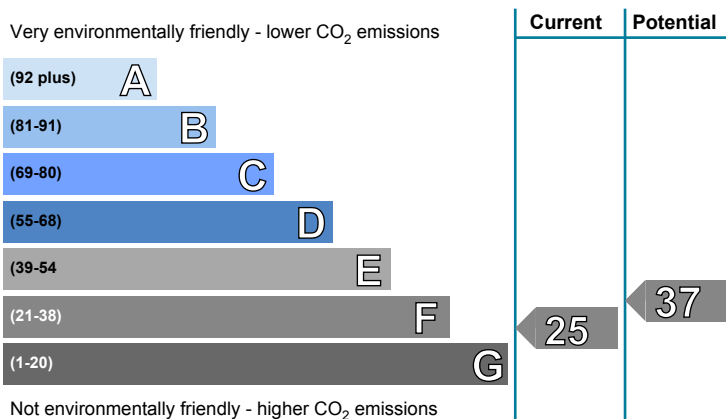 Current Potential
Very environmentally friendly - lower CO2 emissions
(92 plus) A
(81-91) B
(69-80) C
(55-68) D
(39-54 E
(21-38) F
37
25
(1-20) G
Not environmentally friendly - higher CO2 emissions